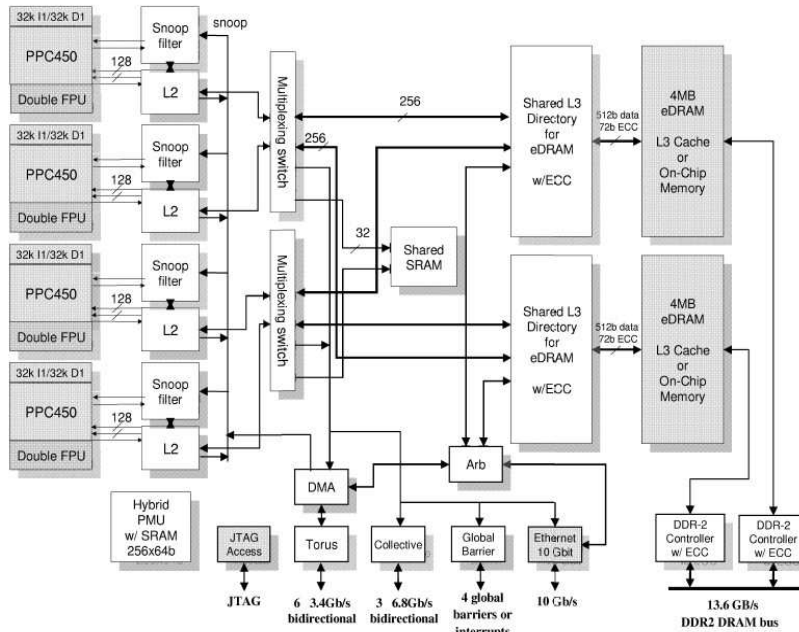 32k I1/32k D1
PPC450
Double FPU
128
Snoop
filter
L2
snoop
32k I1/32k D1
PPC450
Double FPU
128
Snoop
filter
L2
32k I1/32k D1
PPC450
Double FPU
128
Snoop
filter
L2
32k I1/32k D1
PPC450
Double FPU
128
Snoop
filter
L2
Multiplexing switch
Multiplexing switch
256
256
32
Shared
SRAM
Shared L3
Directory
for
eDRAM
w/ECC
512b data
72b ECC
4MB
eDRAM
L3 Cache
or
On-Chip
Memory
Shared L3
Directory
for
eDRAM
w/ECC
512b data
72b ECC
4MB
eDRAM
L3 Cache
or
On-Chip
Memory
Hybrid
PMU
w/ SRAM
256x64b
DMA
Arb
JTAG
Access
Torus
Collective
Global
Barrier
Ethernet
10 Gbit
DDR-2
Controller
w/ ECC
DDR-2
Controller
w/ ECC
JTAG
6 3.4Gb/s
bidirectional
3 6.8Gb/s
bidirectional
4 global
barriers or
interrupts
10 Gb/s
13.6 GB/s
DDR2 DRAM bus